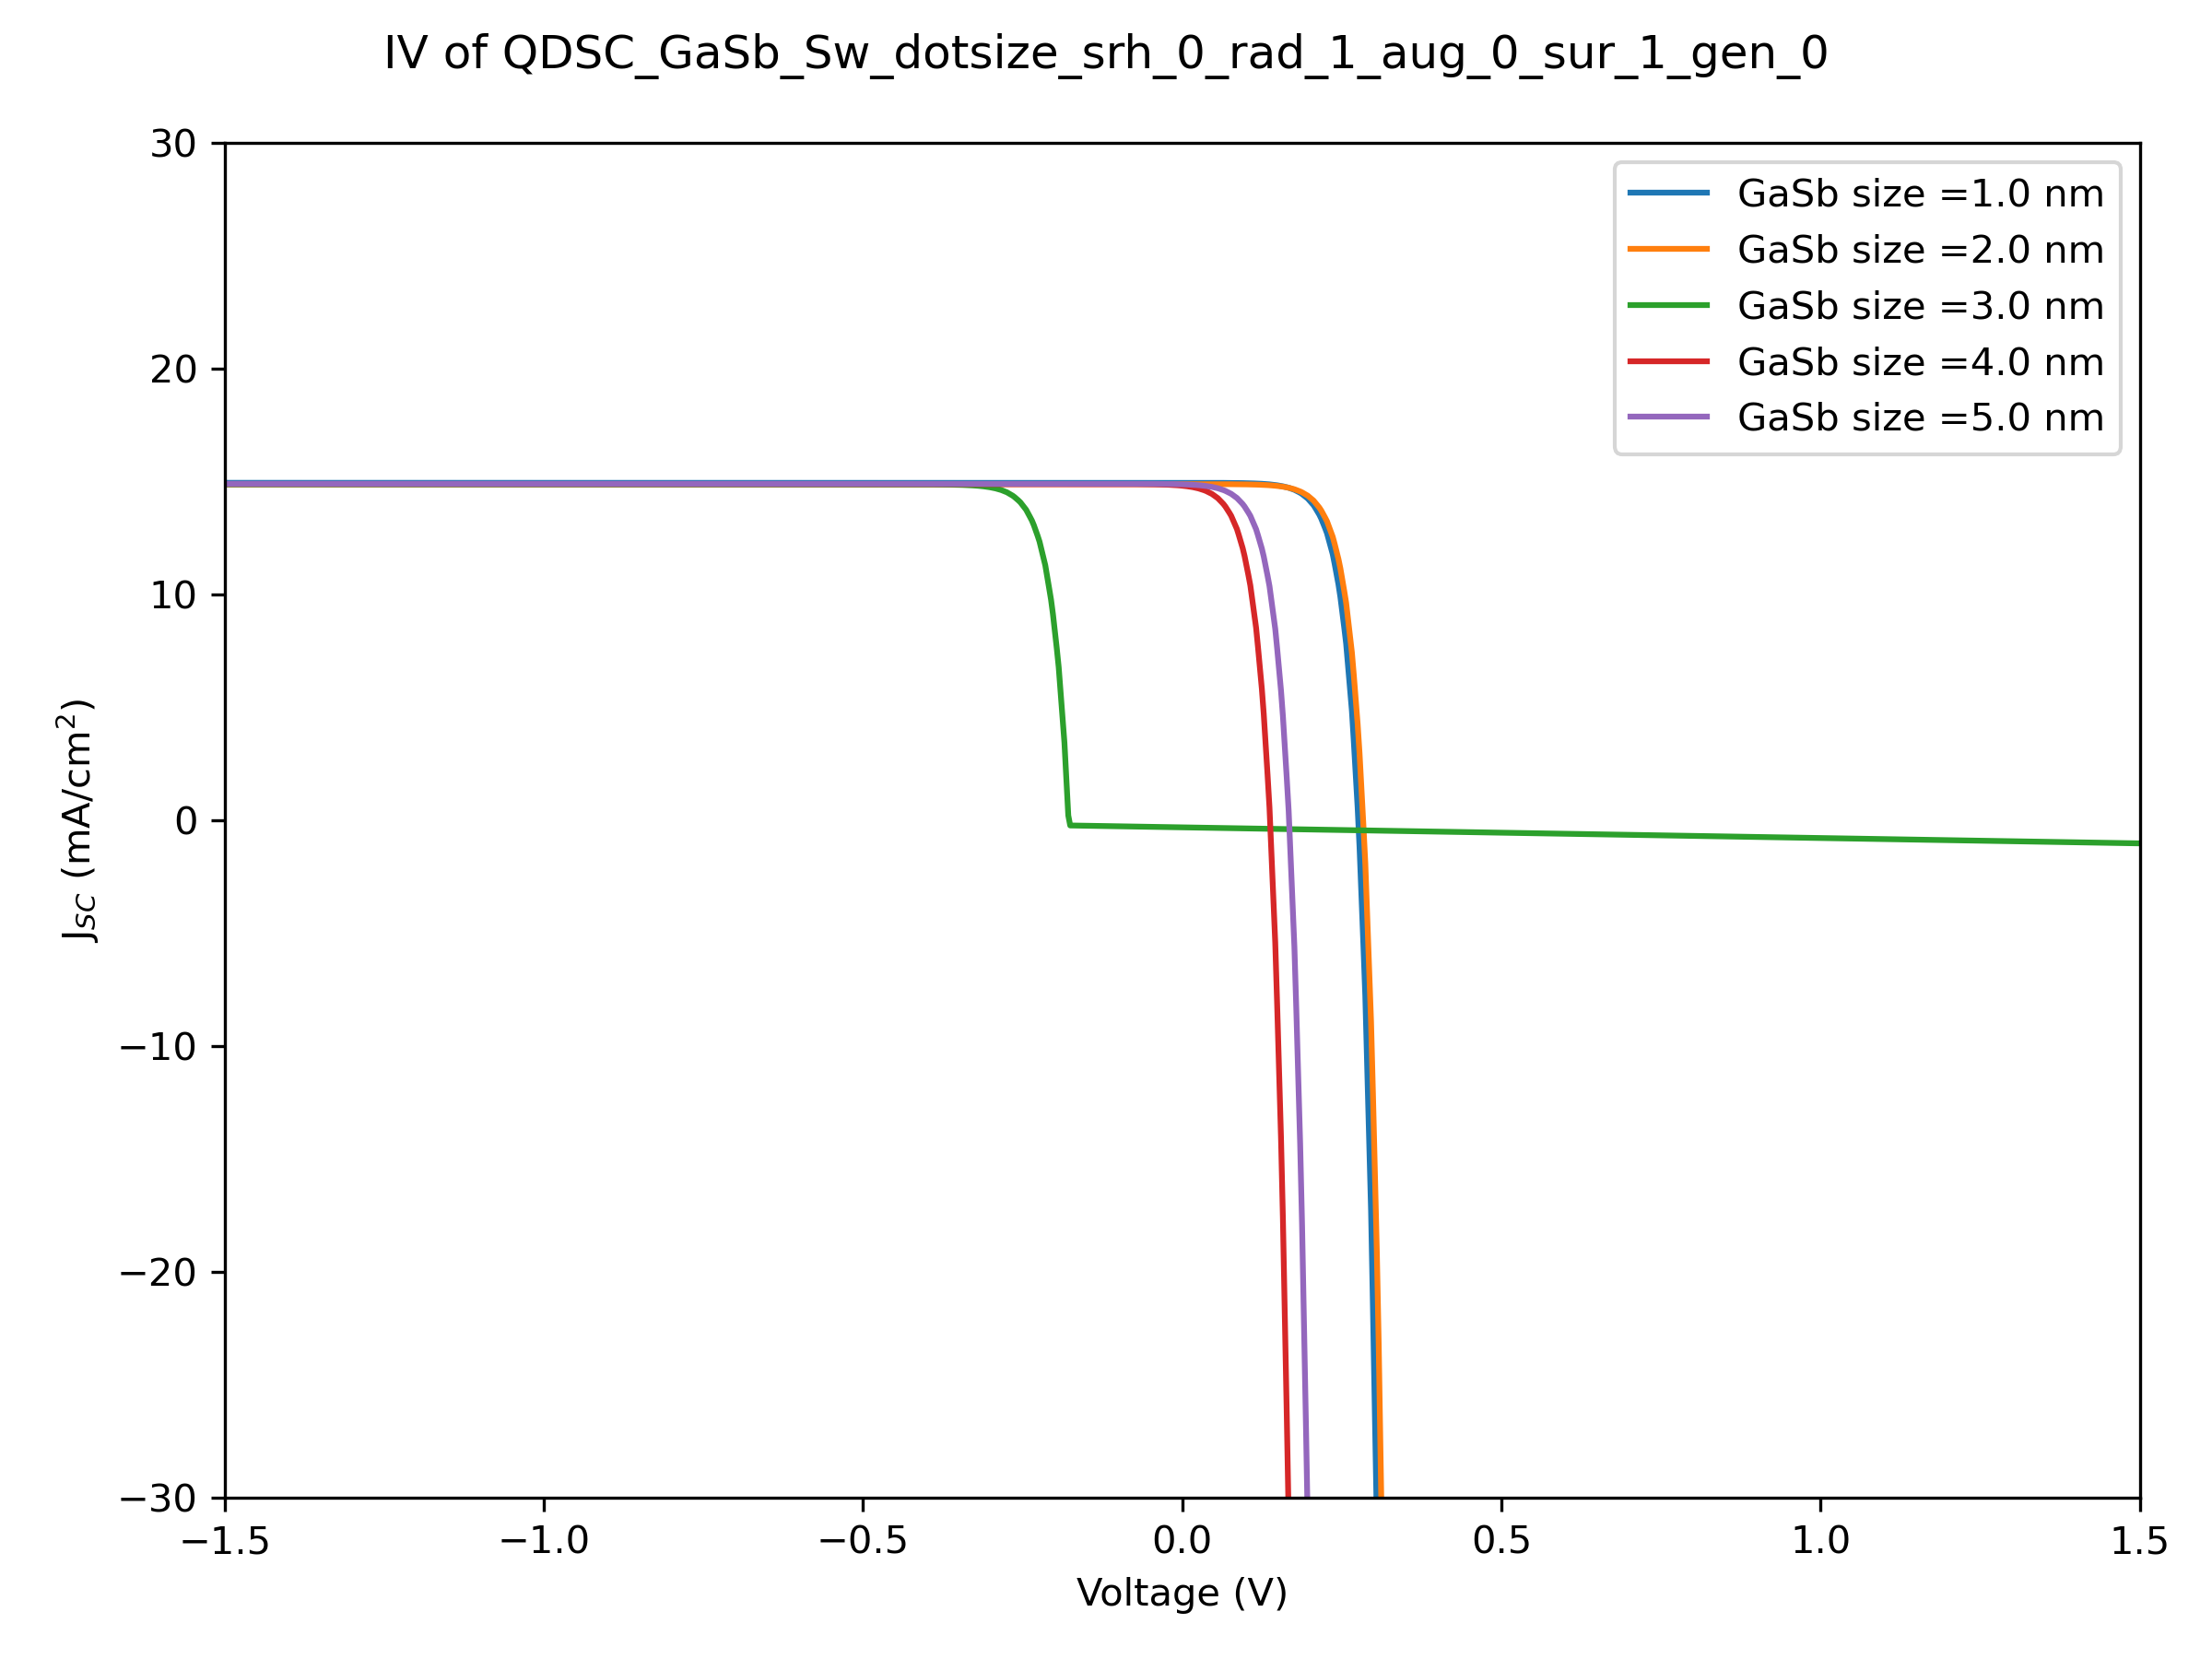 IV of QDSC_GaSb_Sw_dotsize_srh_0_rad_1_aug_0_sur_1_gen_0
30
20
10
0
−10
−20
−30
J_SC (mA/cm²)
GaSb size =1.0 nm
GaSb size =2.0 nm
GaSb size =3.0 nm
GaSb size =4.0 nm
GaSb size =5.0 nm
−1.5 −1.0 −0.5 0.0 0.5 1.0 1.5
Voltage (V)